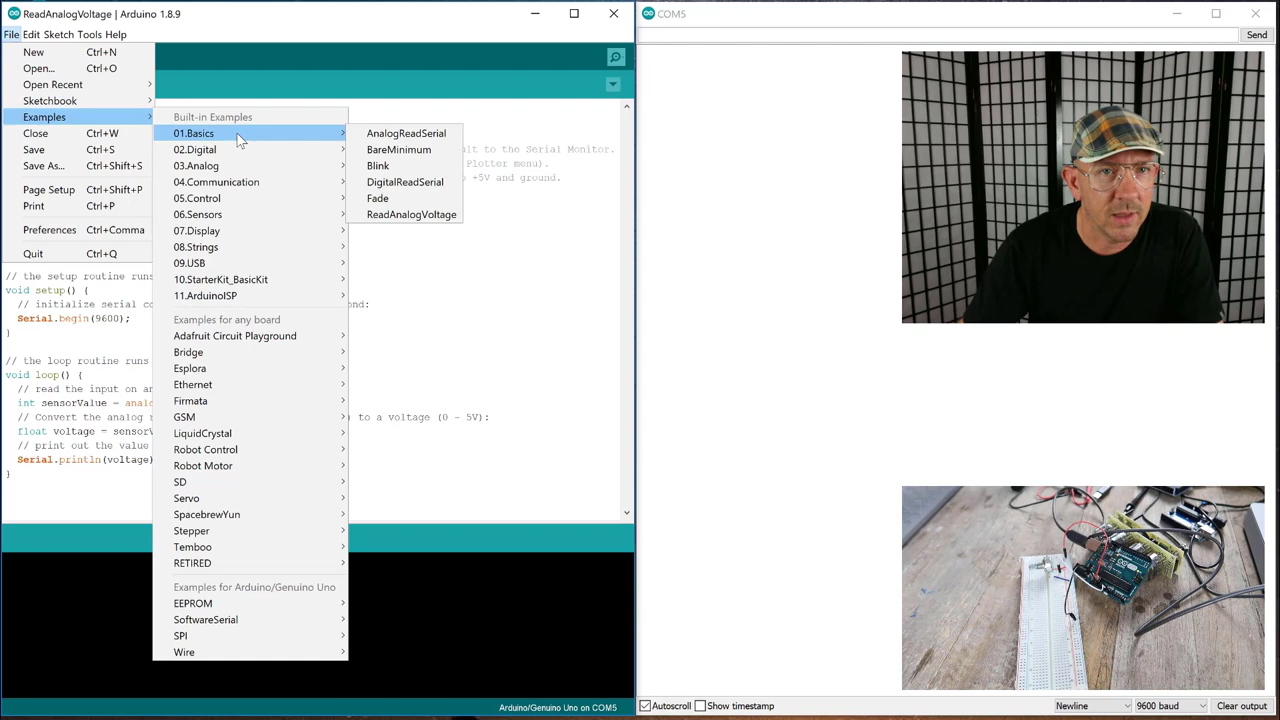 ReadAnalogVoltage | Arduino 1.8.9
File Edit Sketch Tools Help
New Ctrl+N
Open... Ctrl+O
Open Recent
Sketchbook
Examples
Close Ctrl+W
Save Ctrl+S
Save As... Ctrl+Shift+S
Page Setup Ctrl+Shift+P
Print Ctrl+P
Preferences Ctrl+Comma
Quit Ctrl+Q
Built-in Examples
01.Basics
02.Digital
03.Analog
04.Communication
05.Control
06.Sensors
07.Display
08.Strings
09.USB
10.StarterKit_BasicKit
11.ArduinoISP
Examples for any board
Adafruit Circuit Playground
Bridge
Esplora
Ethernet
Firmata
GSM
LiquidCrystal
Robot Control
Robot Motor
SD
Servo
SpacebrewYun
Stepper
Temboo
RETIRED
Examples for Arduino/Genuino Uno
EEPROM
SoftwareSerial
SPI
Wire
AnalogReadSerial
BareMinimum
Blink
DigitalReadSerial
Fade
ReadAnalogVoltage
ult to the Serial Monitor.
Plotter menu).
o +5V and ground.
// the setup routine runs
void setup() {
// initialize serial co ond:
Serial.begin(9600);
}
// the loop routine runs
void loop() {
// read the input on an
int sensorValue = analo
// Convert the analog r ) to a voltage (0 - 5V):
float voltage = sensorV
// print out the value
Serial.println(voltage)
}
Arduino/Genuino Uno on COM5
COM5
Send
Autoscroll Show timestamp
Newline 9600 baud Clear output